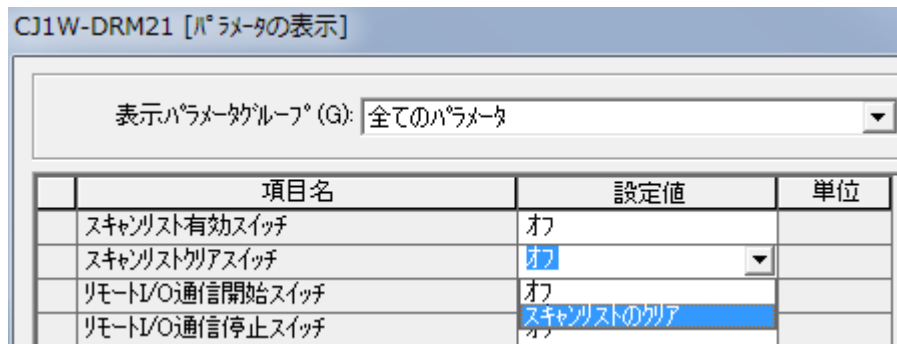 CJ1W-DRM21 [ﾊﾟﾗﾒｰﾀの表示]
表示ﾊﾟﾗﾒｰﾀｸﾞﾙｰﾌﾟ(G): 全てのﾊﾟﾗﾒｰﾀ
項目名 設定値 単位
ｽｷｬﾝﾘｽﾄ有効ｽｲｯﾁ ｵﾌ
ｽｷｬﾝﾘｽﾄｸﾘｱｽｲｯﾁ ｵﾌ
ﾘﾓｰﾄI/O通信開始ｽｲｯﾁ ｵﾌ
ｽｷｬﾝﾘｽﾄのｸﾘｱ
ﾘﾓｰﾄI/O通信停止ｽｲｯﾁ